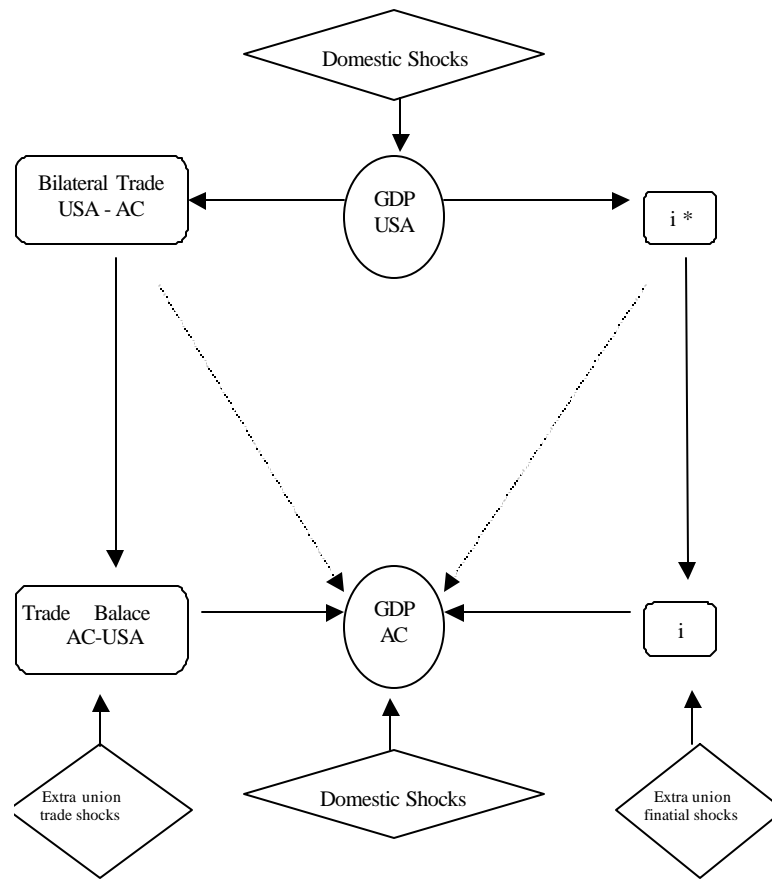 Domestic Shocks
Bilateral Trade
USA - AC
GDP
USA
i *
Trade Balace
AC-USA
GDP
AC
i
Extra union
trade shocks
Domestic Shocks
Extra union
finatial shocks